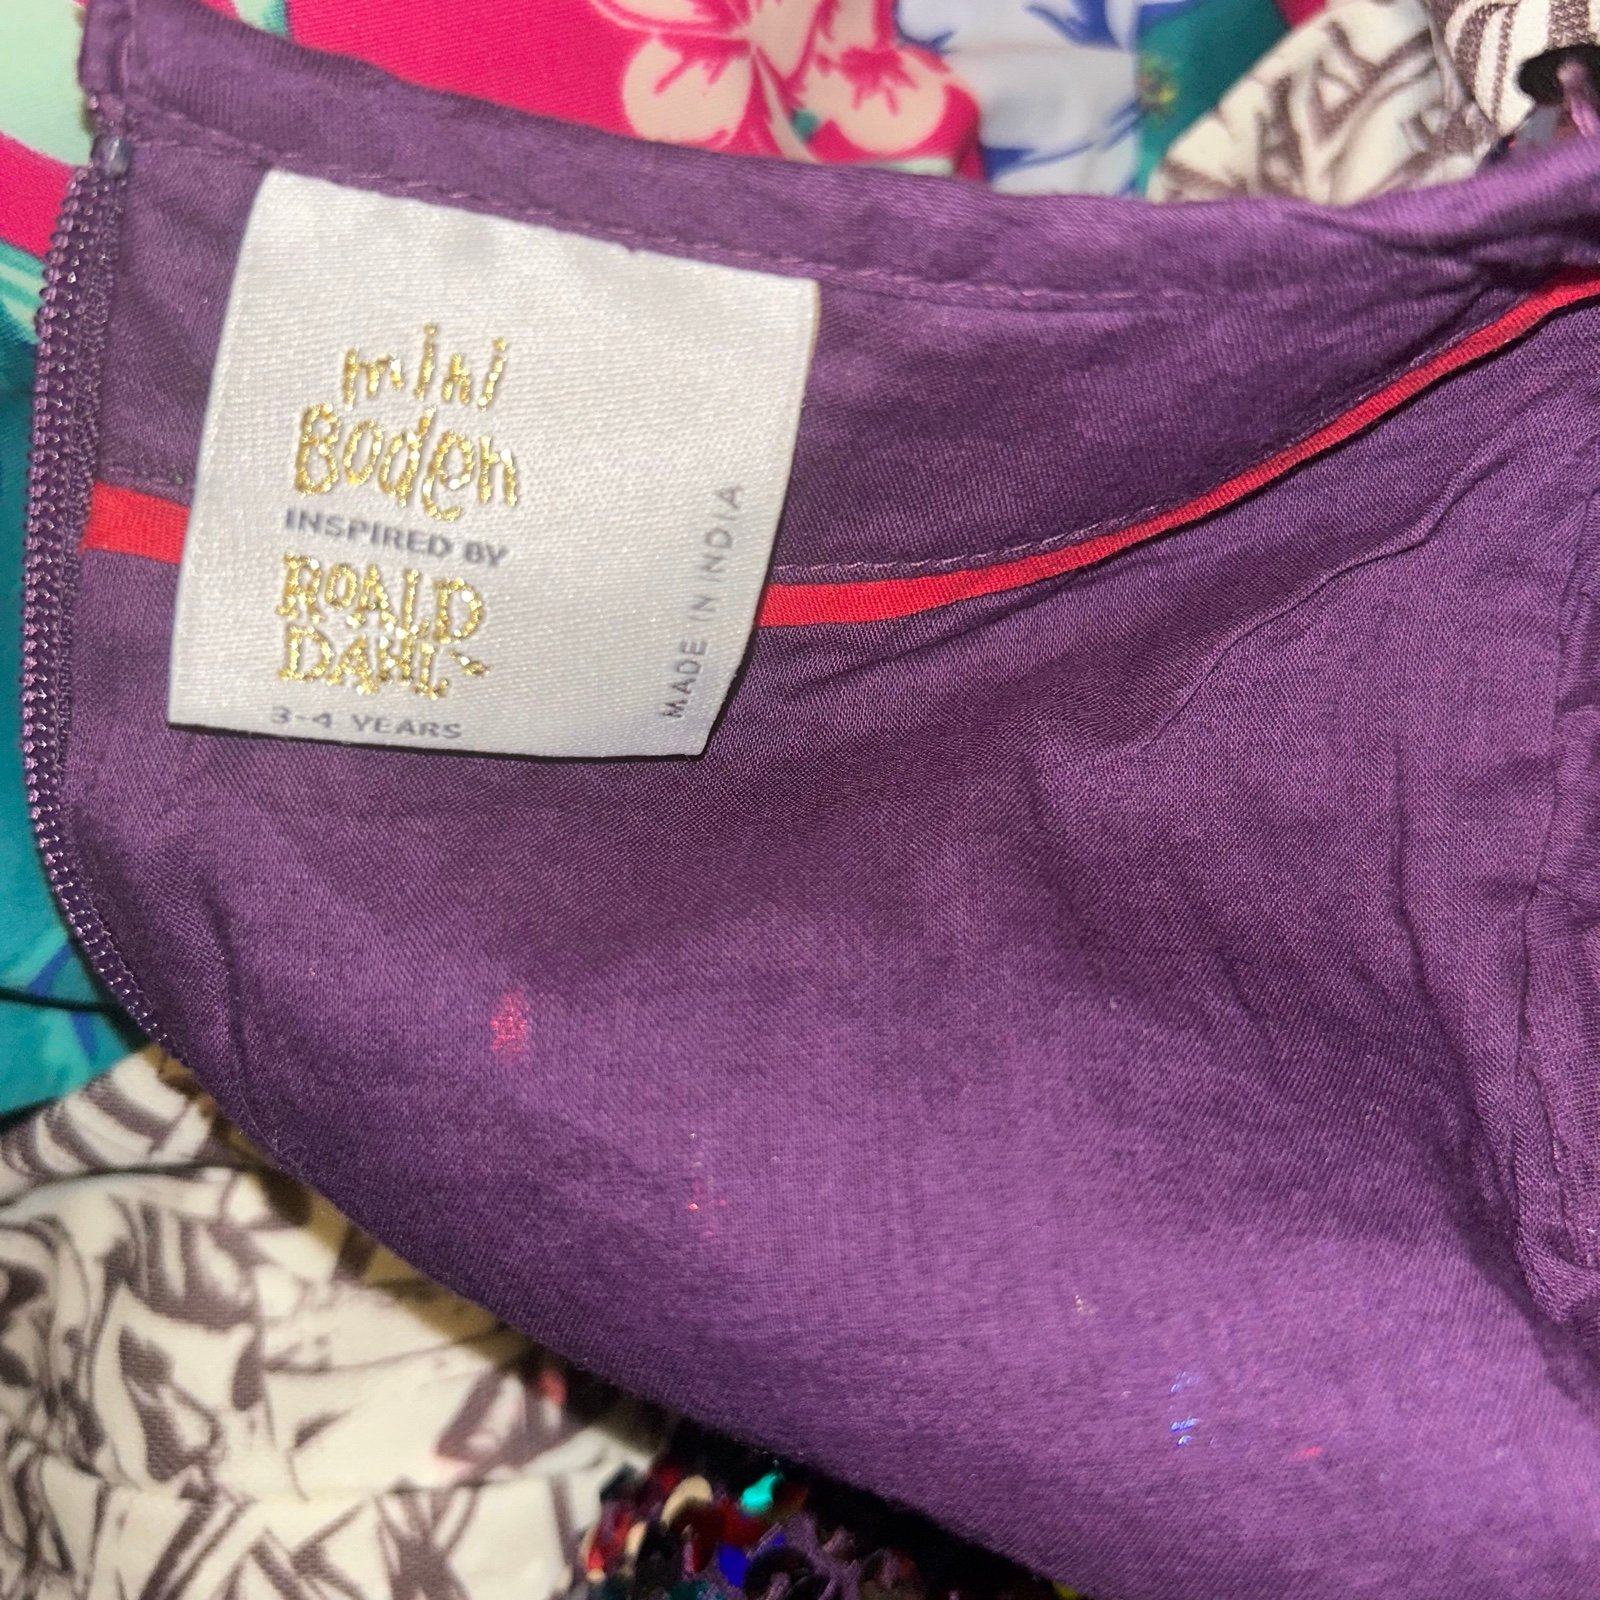 mini
Boden
INSPIRED BY
ROALD
DAHL
3-4 YEARS
MADE IN INDIA